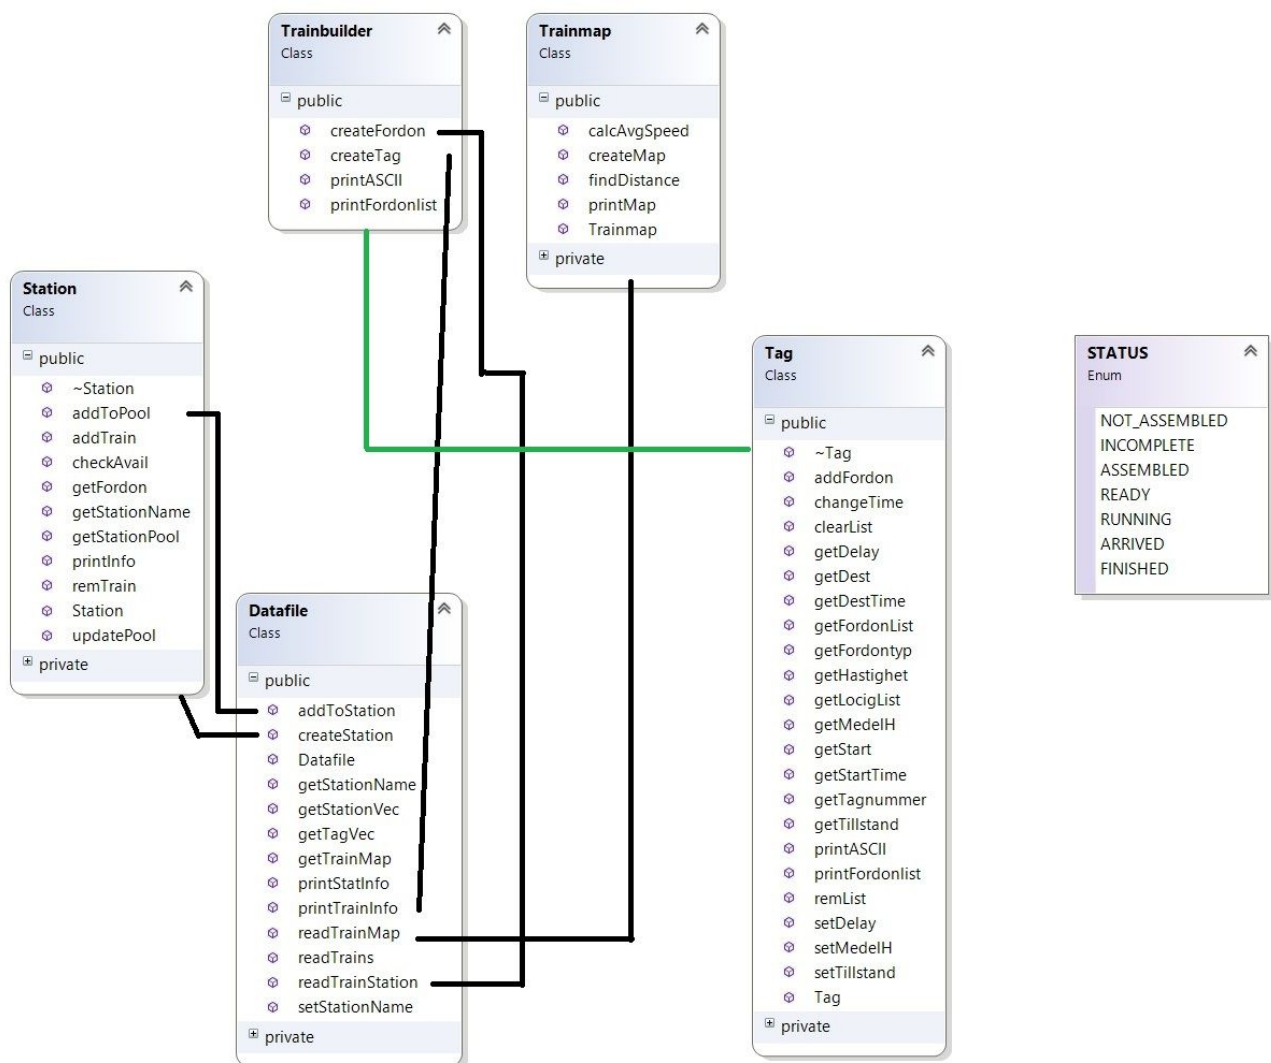 Trainbuilder
Class
public
createFordon
createTag
printASCII
printFordonlist
Trainmap
Class
public
calcAvgSpeed
createMap
findDistance
printMap
Trainmap
private
Station
Class
public
~Station
addToPool
addTrain
checkAvail
getFordon
getStationName
getStationPool
printInfo
remTrain
Station
updatePool
private
Datafile
Class
public
addToStation
createStation
Datafile
getStationName
getStationVec
getTagVec
getTrainMap
printStatInfo
printTrainInfo
readTrainMap
readTrains
readTrainStation
setStationName
private
Tag
Class
public
~Tag
addFordon
changeTime
clearList
getDelay
getDest
getDestTime
getFordonList
getFordontyp
getHastighet
getLocigList
getMedelH
getStart
getStartTime
getTagnummer
getTillstand
printASCII
printFordonlist
remList
setDelay
setMedelH
setTillstand
Tag
private
STATUS
Enum
NOT_ASSEMBLED
INCOMPLETE
ASSEMBLED
READY
RUNNING
ARRIVED
FINISHED